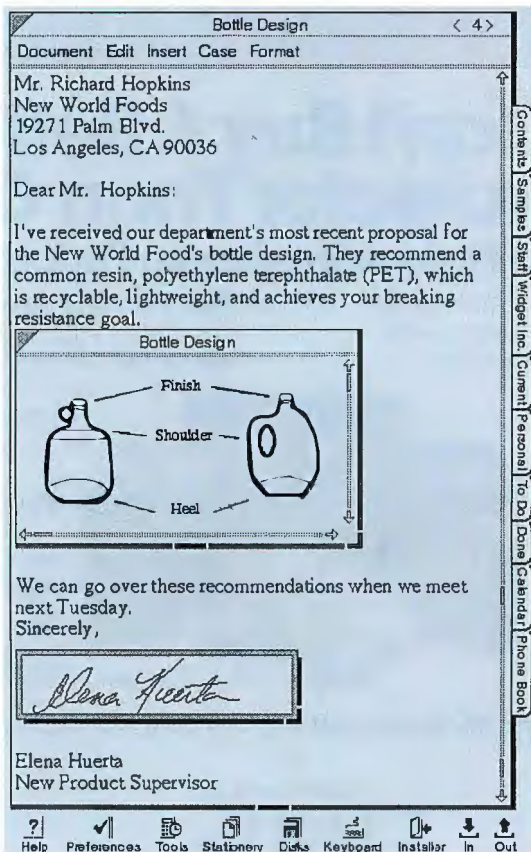 Bottle Design < 4>
Document Edit Insert Case Format
Mr. Richard Hopkins
New World Foods
19271 Palm Blvd.
Los Angeles, CA 90036
Dear Mr. Hopkins:
I've received our department's most recent proposal for
the New World Food's bottle design. They recommend a
common resin, polyethylene terephthalate (PET), which
is recyclable, lightweight, and achieves your breaking
resistance goal.
Bottle Design
Finish
Shoulder
Heel
We can go over these recommendations when we meet
next Tuesday.
Sincerely,
Elena Huerta
Elena Huerta
New Product Supervisor
Contents
Samples
Start
Widget Inc.
Current
Personal
To Do
Done
Calendar
Phone Book
Help Preferences Tools Stationery Disks Keyboard Installer In Out